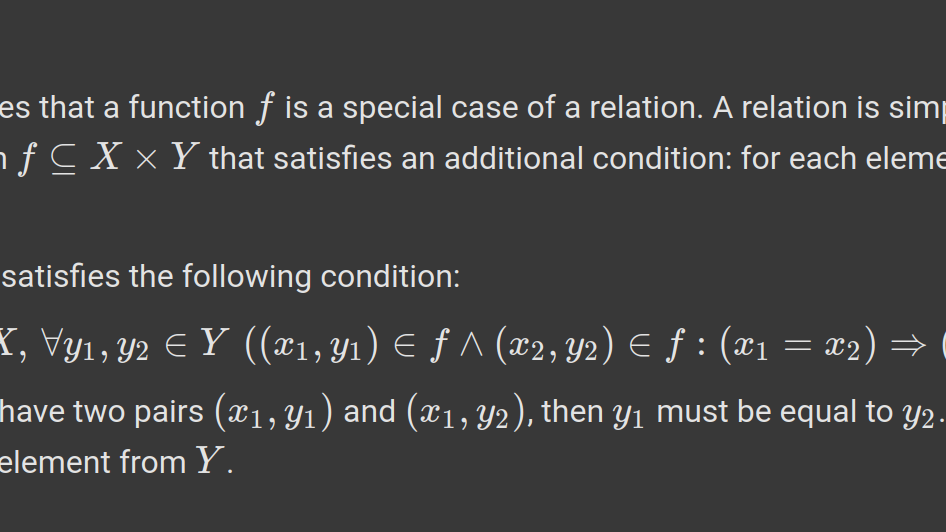 es that a function f is a special case of a relation. A relation is simp
f ⊆ X × Y that satisfies an additional condition: for each eleme
satisfies the following condition:
X, ∀y₁, y₂ ∈ Y ((x₁, y₁) ∈ f ∧ (x₂, y₂) ∈ f : (x₁ = x₂) ⇒ (
have two pairs (x₁, y₁) and (x₁, y₂), then y₁ must be equal to y₂.
element from Y.